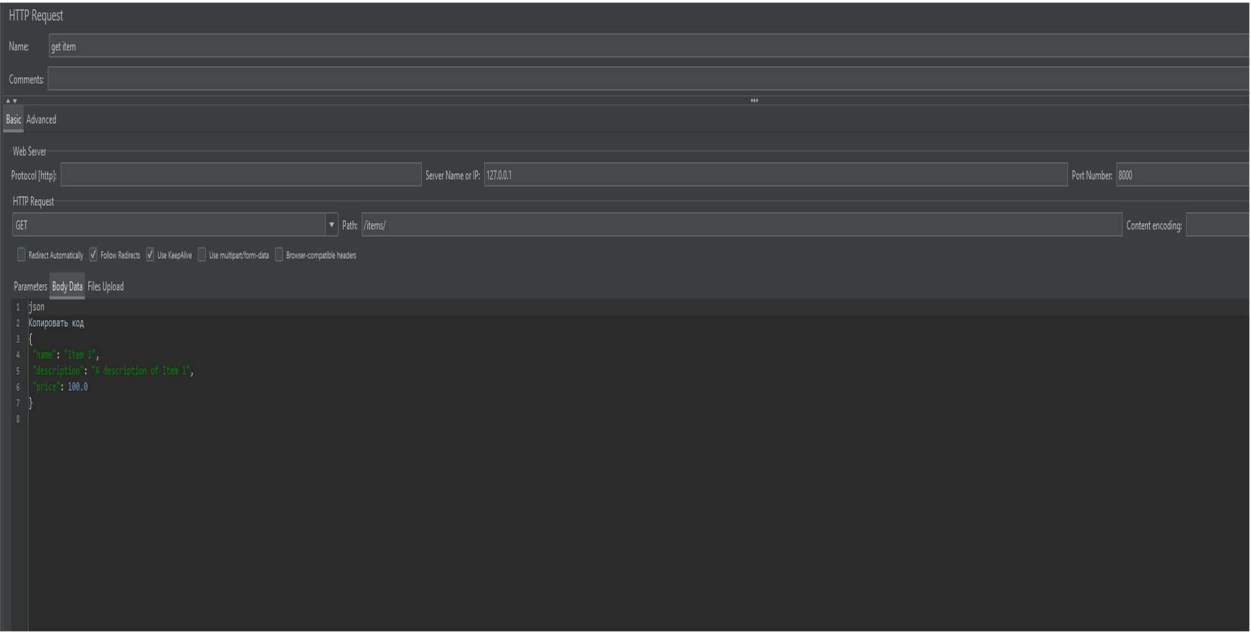 HTTP Request
Name: get item
Comments:
Basic Advanced
Web Server
Protocol [http]: Server Name or IP: 127.0.0.1 Port Number: 8000
HTTP Request
GET Path: /items/ Content encoding:
Redirect Automatically Follow Redirects Use KeepAlive Use multipart/form-data Browser-compatible headers
Parameters Body Data Files Upload
1 json
2 Копировать код
3 {
4 "name": "Item 1",
5 "description": "A description of Item 1",
6 "price": 100.0
7 }
8